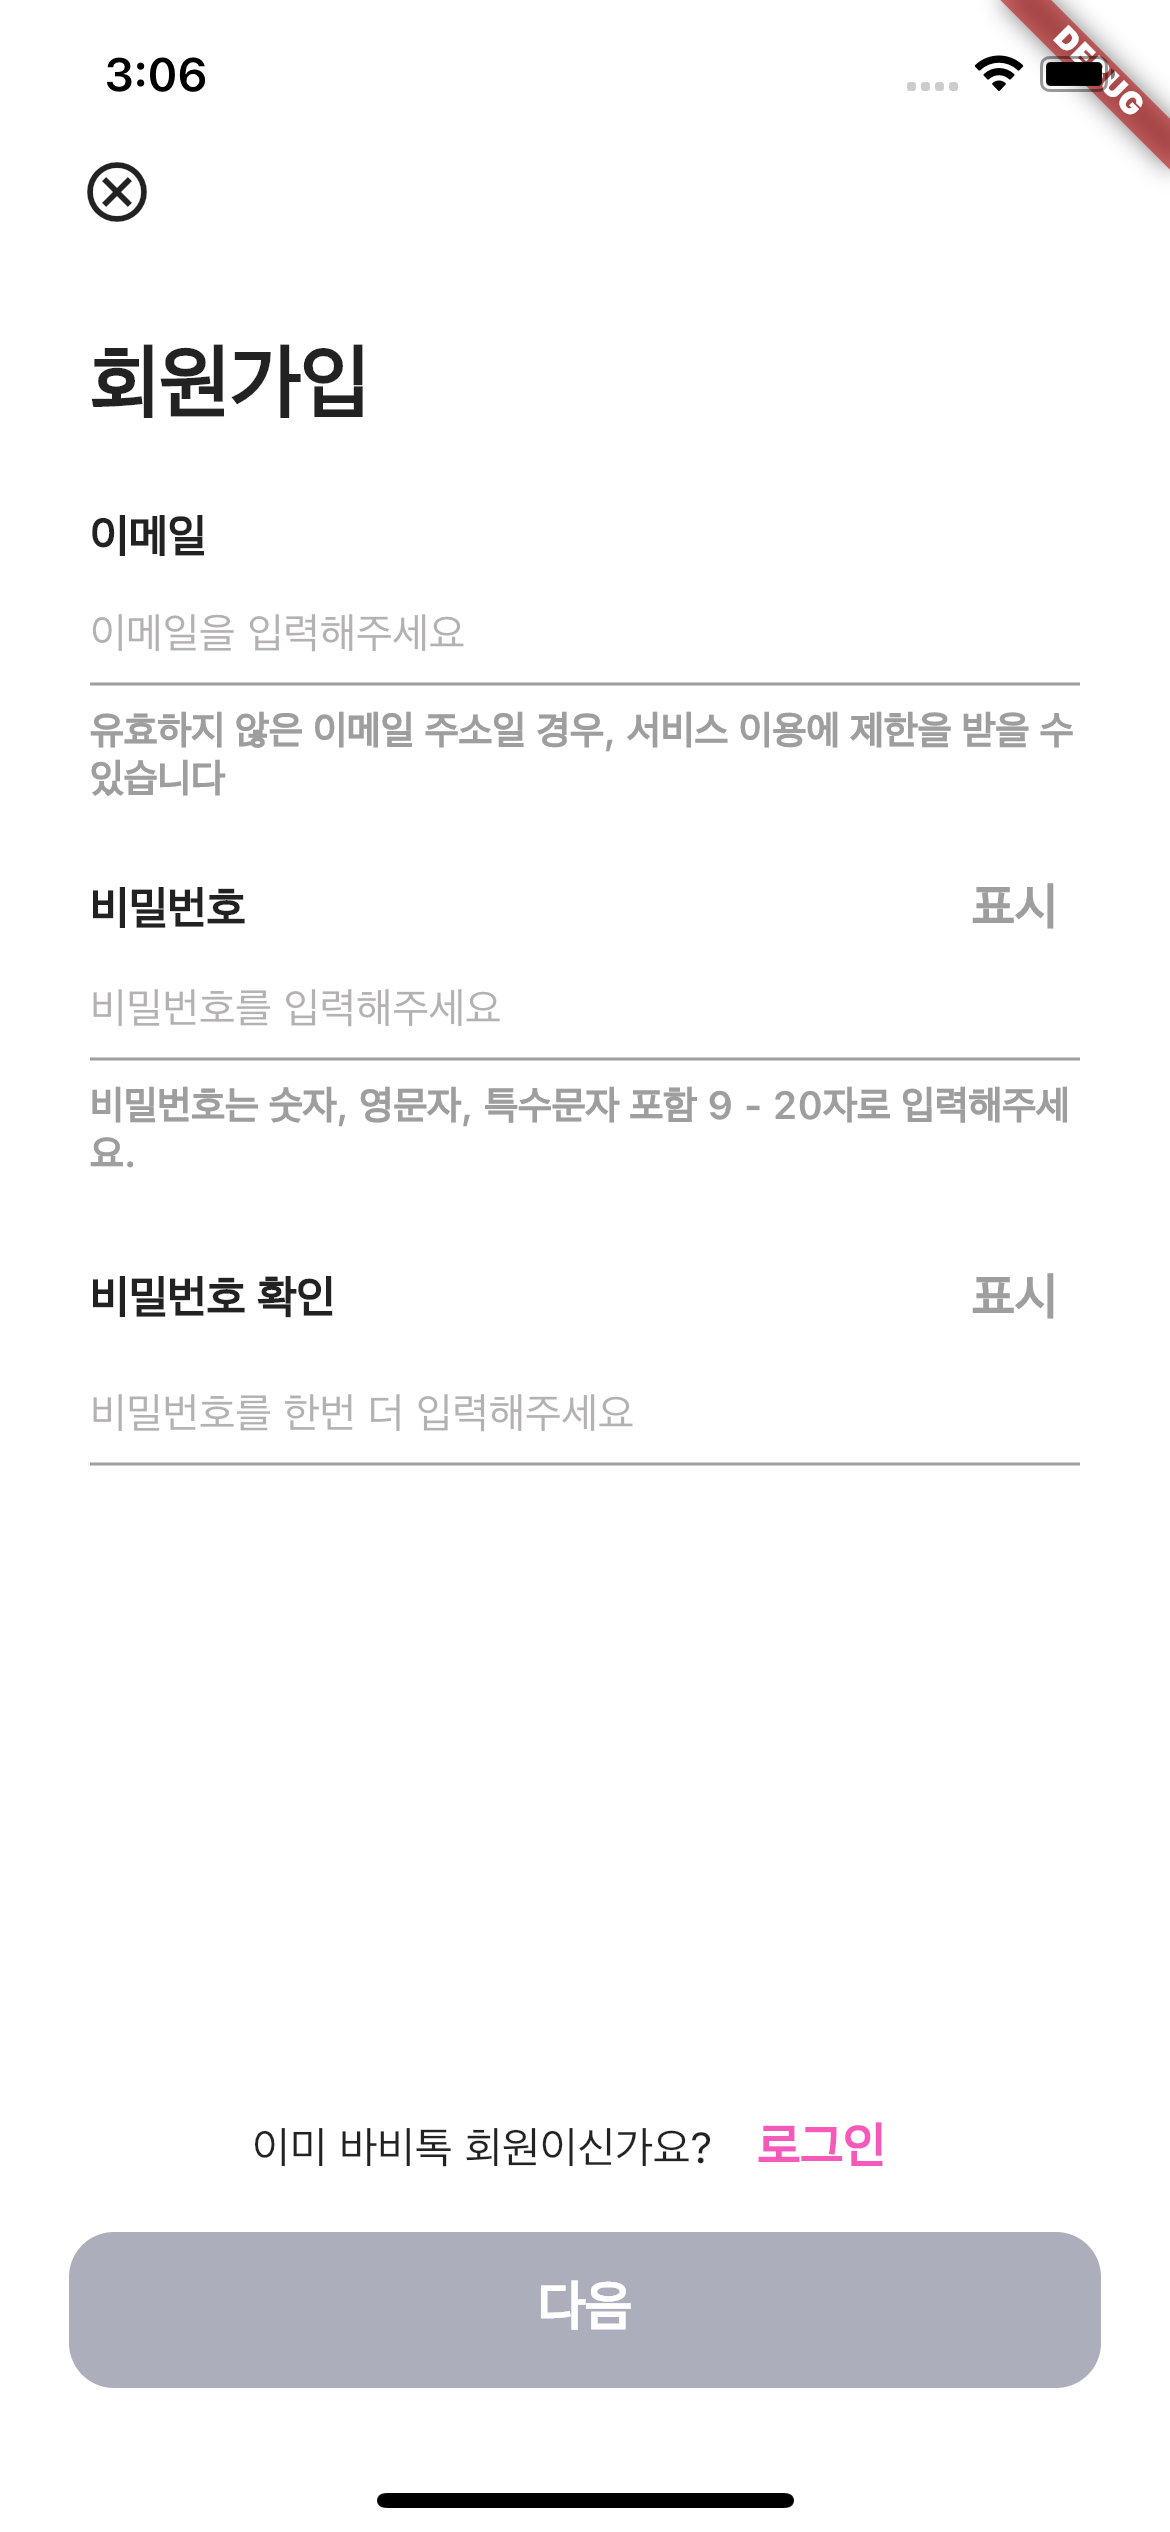 3:06
DEBUG
회원가입
이메일
이메일을 입력해주세요
유효하지 않은 이메일 주소일 경우, 서비스 이용에 제한을 받을 수
있습니다
비밀번호 표시
비밀번호를 입력해주세요
비밀번호는 숫자, 영문자, 특수문자 포함 9 - 20자로 입력해주세
요.
비밀번호 확인 표시
비밀번호를 한번 더 입력해주세요
이미 바비톡 회원이신가요? 로그인
다음